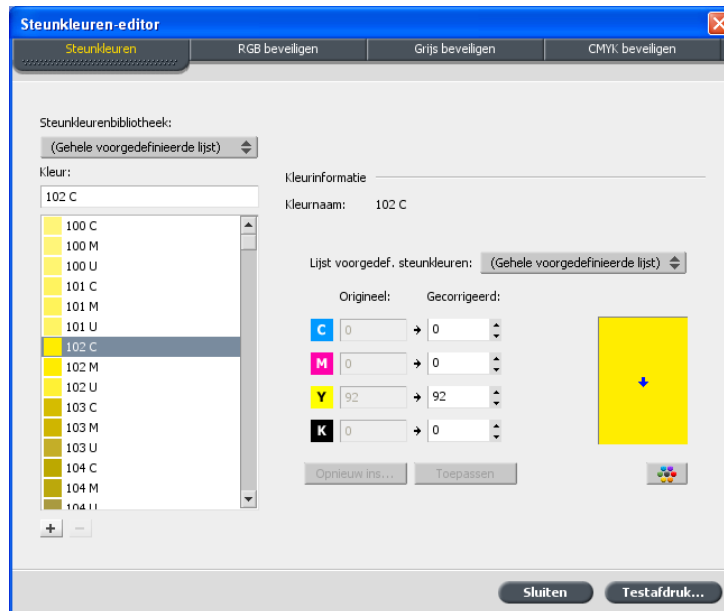 Steunkleuren-editor
Steunkleuren
RGB beveiligen
Grijs beveiligen
CMYK beveiligen
Steunkleurenbibliotheek:
(Gehele voorgedefinieerde lijst)
Kleur:
102 C
100 C
100 M
100 U
101 C
101 M
101 U
102 C
102 M
102 U
103 C
103 M
103 U
104 C
104 M
104 U
Kleurinformatie
Kleurnaam: 102 C
Lijst voorgedef. steunkleuren: (Gehele voorgedefinieerde lijst)
Origineel: Gecorrigeerd:
C 0 0
M 0 0
Y 92 92
K 0 0
Opnieuw ins... Toepassen
Sluiten Testafdruk...